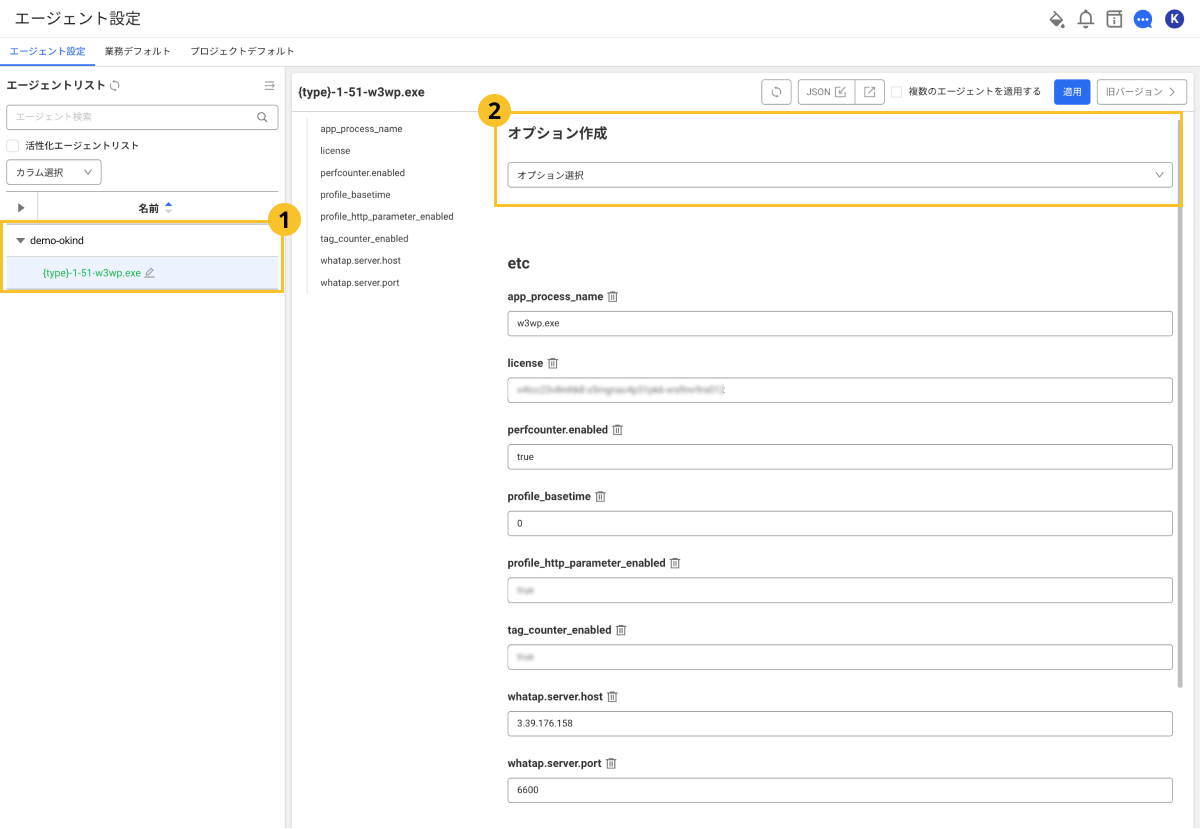 エージェント設定
K
エージェント設定 業務デフォルト プロジェクトデフォルト
エージェントリスト
エージェント検索
活性化エージェントリスト
カラム選択
名前
1
demo-okind
{type}-1-51-w3wp.exe
{type}-1-51-w3wp.exe
JSON
複数のエージェントを適用する
適用
旧バージョン
app_process_name
license
perfcounter.enabled
profile_basetime
profile_http_parameter_enabled
tag_counter_enabled
whatap.server.host
whatap.server.port
2
オプション作成
オプション選択
etc
app_process_name
w3wp.exe
license
perfcounter.enabled
true
profile_basetime
0
profile_http_parameter_enabled
true
tag_counter_enabled
true
whatap.server.host
3.39.176.158
whatap.server.port
6600